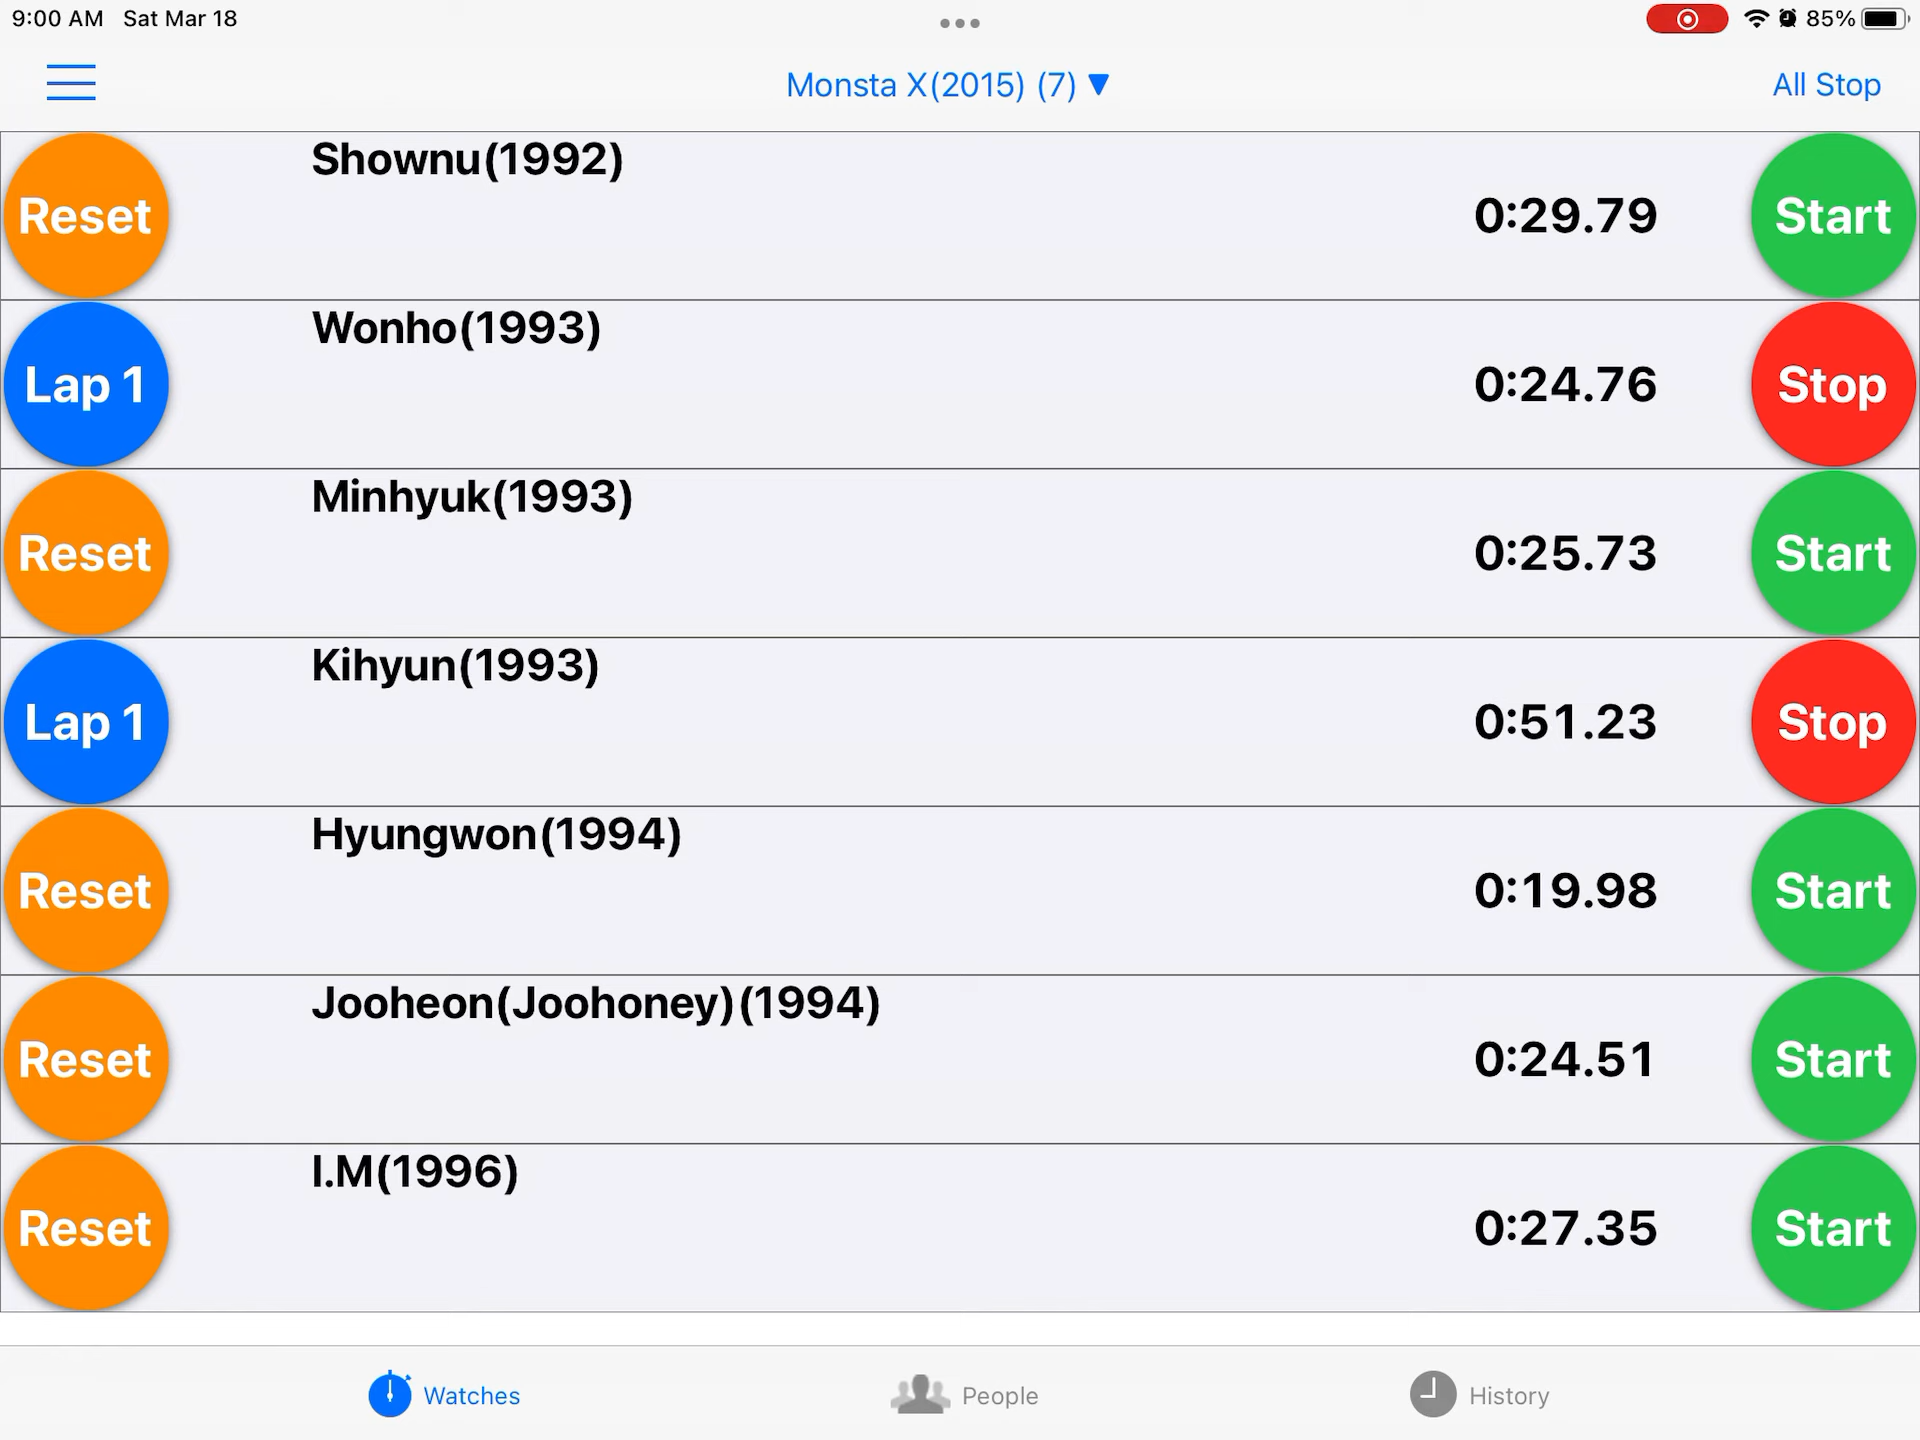 9:00 AM Sat Mar 18
85%
Monsta X(2015) (7) ▼
All Stop
Shownu(1992)
Reset 0:29.79 Start
Wonho(1993)
Lap 1 0:24.76 Stop
Minhyuk(1993)
Reset 0:25.73 Start
Kihyun(1993)
Lap 1 0:51.23 Stop
Hyungwon(1994)
Reset 0:19.98 Start
Jooheon(Joohoney)(1994)
Reset 0:24.51 Start
I.M(1996)
Reset 0:27.35 Start
Watches People History